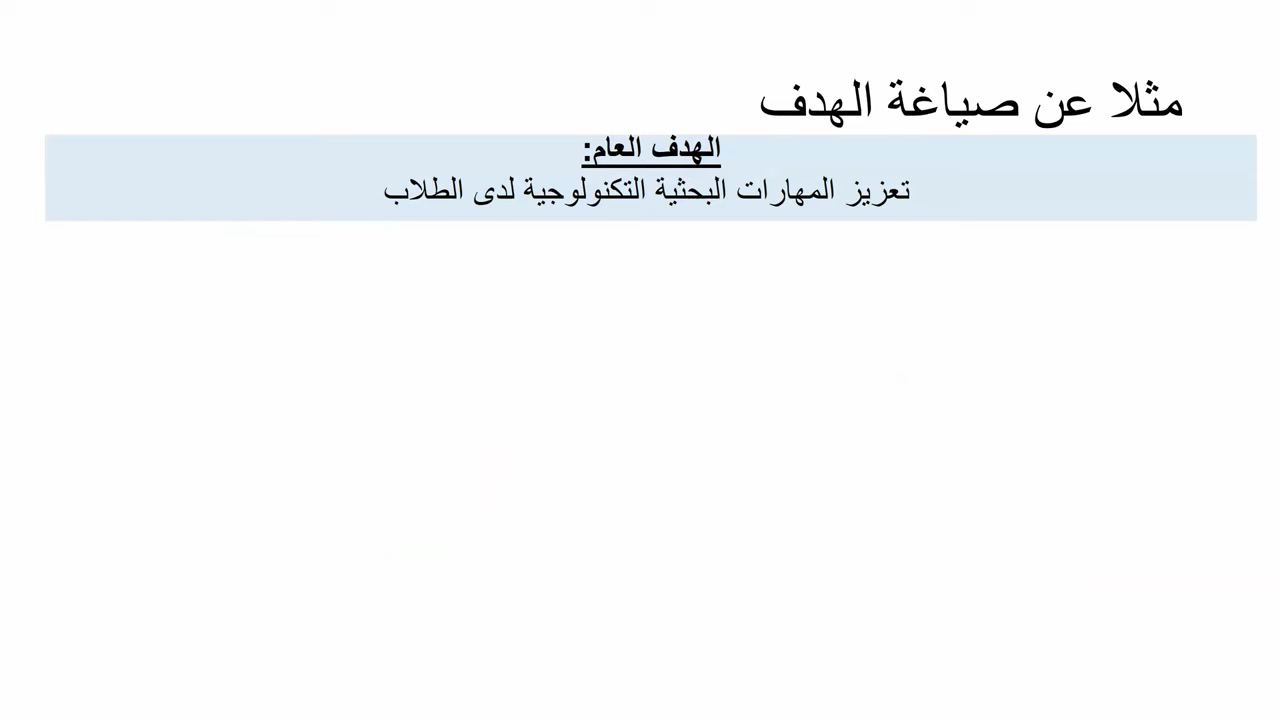 مثلا عن صياغة الهدف
الهدف العام:
تعزيز المهارات البحثية التكنولوجية لدى الطلاب